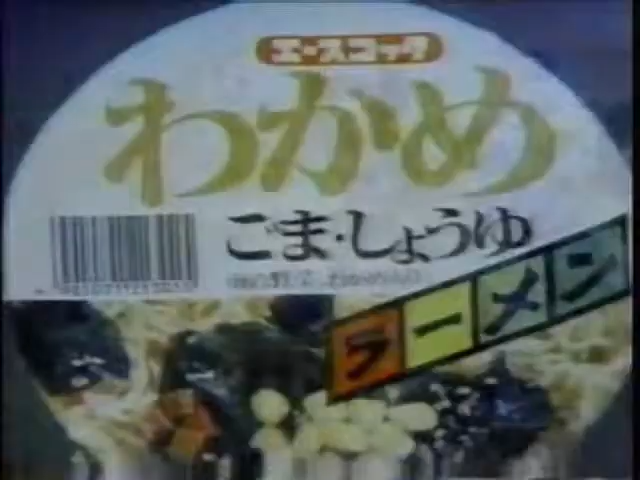 エースコック
わかめ
ごま・しょうゆ
ラーメン